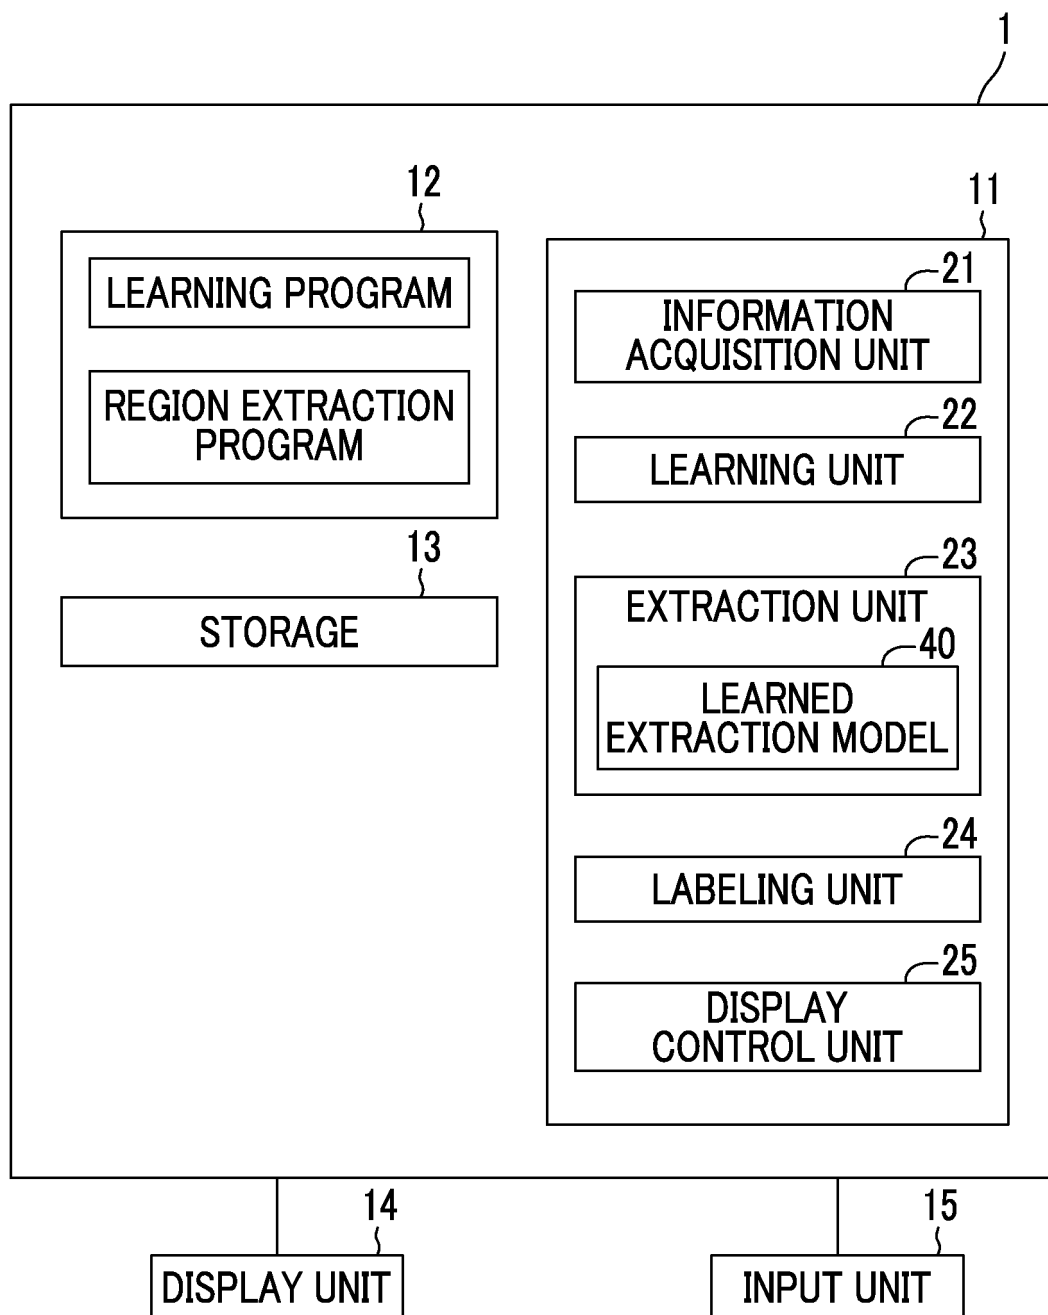 1
12
LEARNING PROGRAM
REGION EXTRACTION
PROGRAM
13
STORAGE
11
21
INFORMATION
ACQUISITION UNIT
22
LEARNING UNIT
23
EXTRACTION UNIT
40
LEARNED
EXTRACTION MODEL
24
LABELING UNIT
25
DISPLAY
CONTROL UNIT
14
DISPLAY UNIT
15
INPUT UNIT